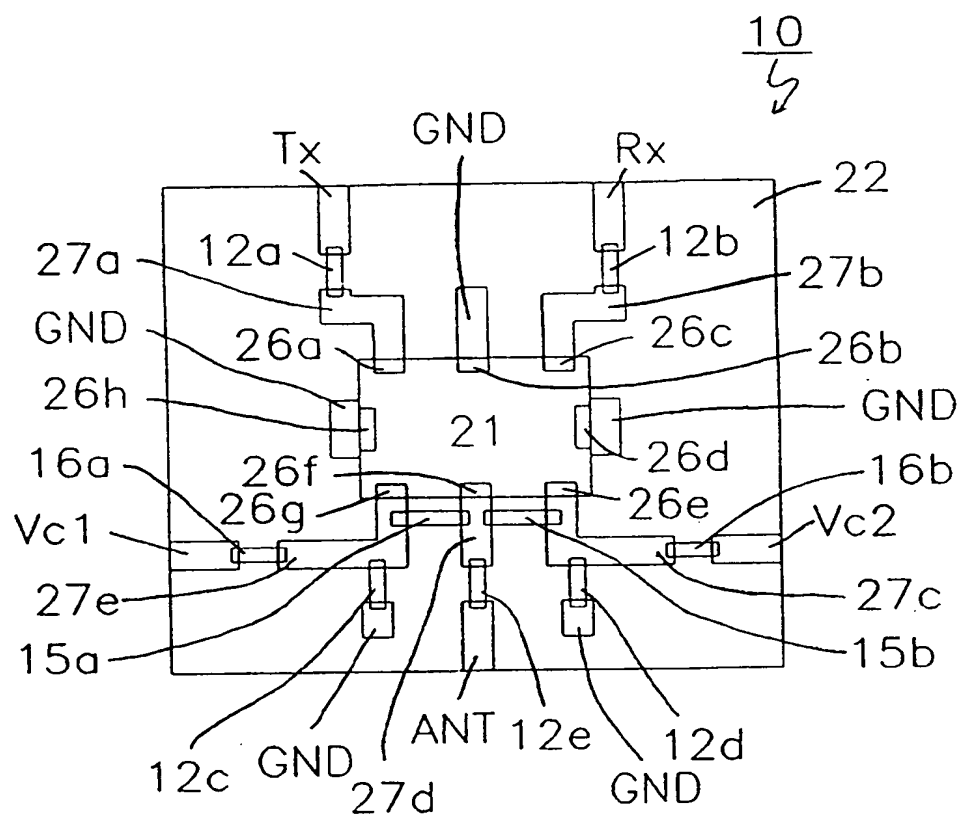 10
Tx
GND
Rx
22
12a
12b
27a
27b
GND
26a
26c
26b
26h
21
GND
26d
16a
26f
16b
26g
26e
Vc1
Vc2
27e
27c
15a
15b
ANT
12e
12d
12c
GND
27d
GND